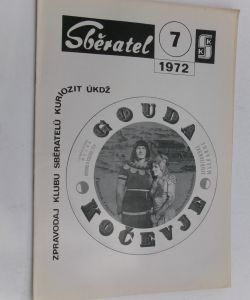 Sběratel
7
1972
ZPRAVODAJ KLUBU SBĚRATELŮ KURIOZIT ÚKDŽ
GOUDA
KOČEVJE